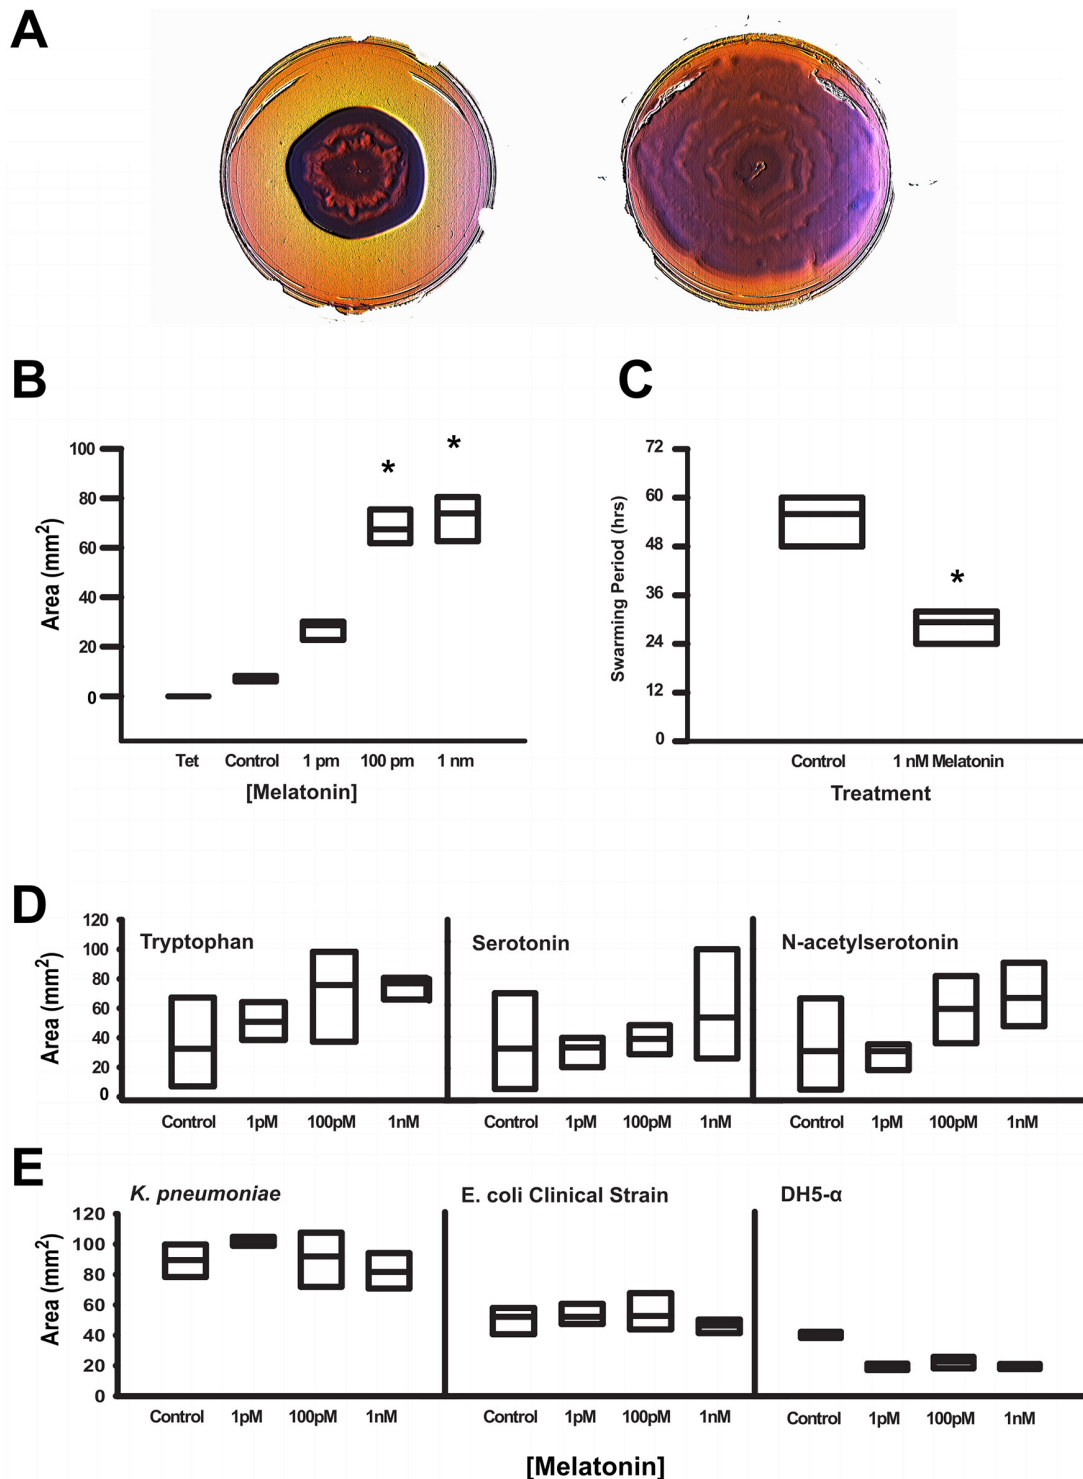 A
B
C
100
80
60
40
20
0
Area (mm²)
*
*
Tet Control 1 pm 100 pm 1 nm
[Melatonin]
72
60
48
36
24
12
0
Swarming Period (hrs)
*
Control 1 nM Melatonin
Treatment
D
120
100
80
60
40
20
0
Area (mm²)
Tryptophan
Serotonin
N-acetylserotonin
Control 1pM 100pM 1nM
Control 1pM 100pM 1nM
Control 1pM 100pM 1nM
E
120
100
80
60
40
20
0
Area (mm²)
K. pneumoniae
E. coli Clinical Strain
DH5-α
Control 1pM 100pM 1nM
Control 1pM 100pM 1nM
Control 1pM 100pM 1nM
[Melatonin]